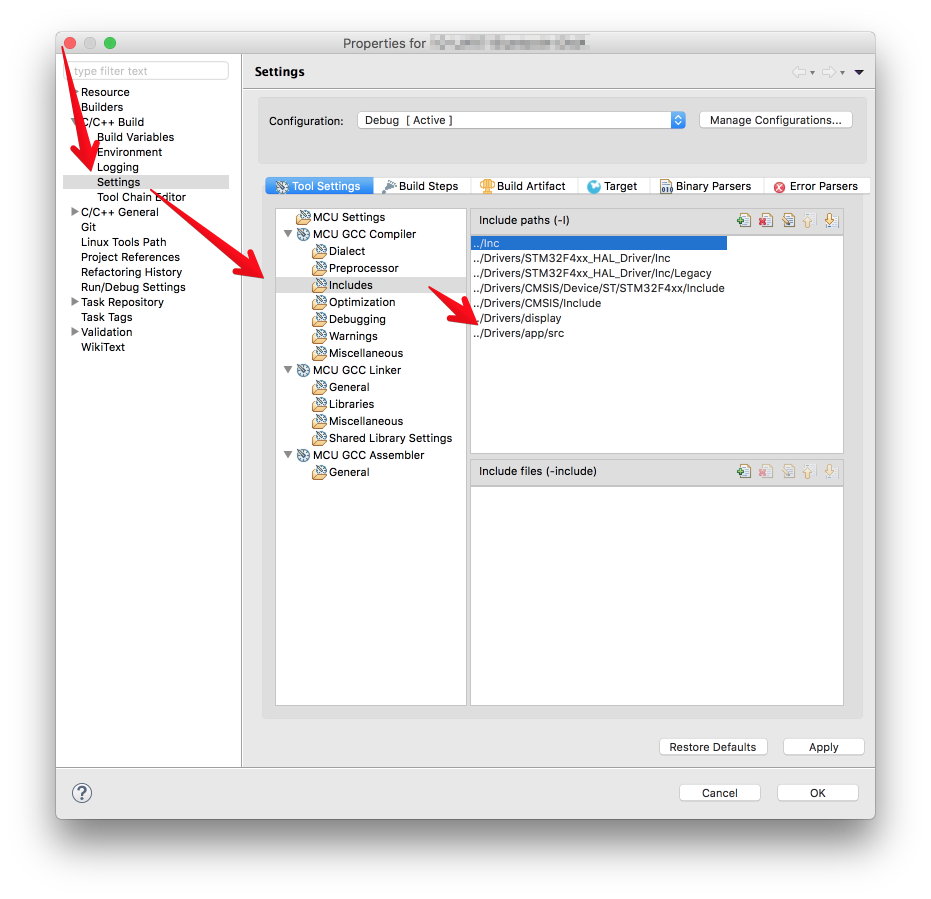 Properties for
type filter text
Resource
Builders
C/C++ Build
Build Variables
Environment
Logging
Settings
Tool Chain Editor
C/C++ General
Git
Linux Tools Path
Project References
Refactoring History
Run/Debug Settings
Task Repository
Task Tags
Validation
WikiText
Settings
Configuration:
Debug [ Active ]
Manage Configurations...
Tool Settings
Build Steps
Build Artifact
Target
Binary Parsers
Error Parsers
MCU Settings
MCU GCC Compiler
Dialect
Preprocessor
Includes
Optimization
Debugging
Warnings
Miscellaneous
MCU GCC Linker
General
Libraries
Miscellaneous
Shared Library Settings
MCU GCC Assembler
General
Include paths (-I)
../Inc
../Drivers/STM32F4xx_HAL_Driver/Inc
../Drivers/STM32F4xx_HAL_Driver/Inc/Legacy
../Drivers/CMSIS/Device/ST/STM32F4xx/Include
../Drivers/CMSIS/Include
../Drivers/display
../Drivers/app/src
Include files (-include)
Restore Defaults
Apply
?
Cancel
OK